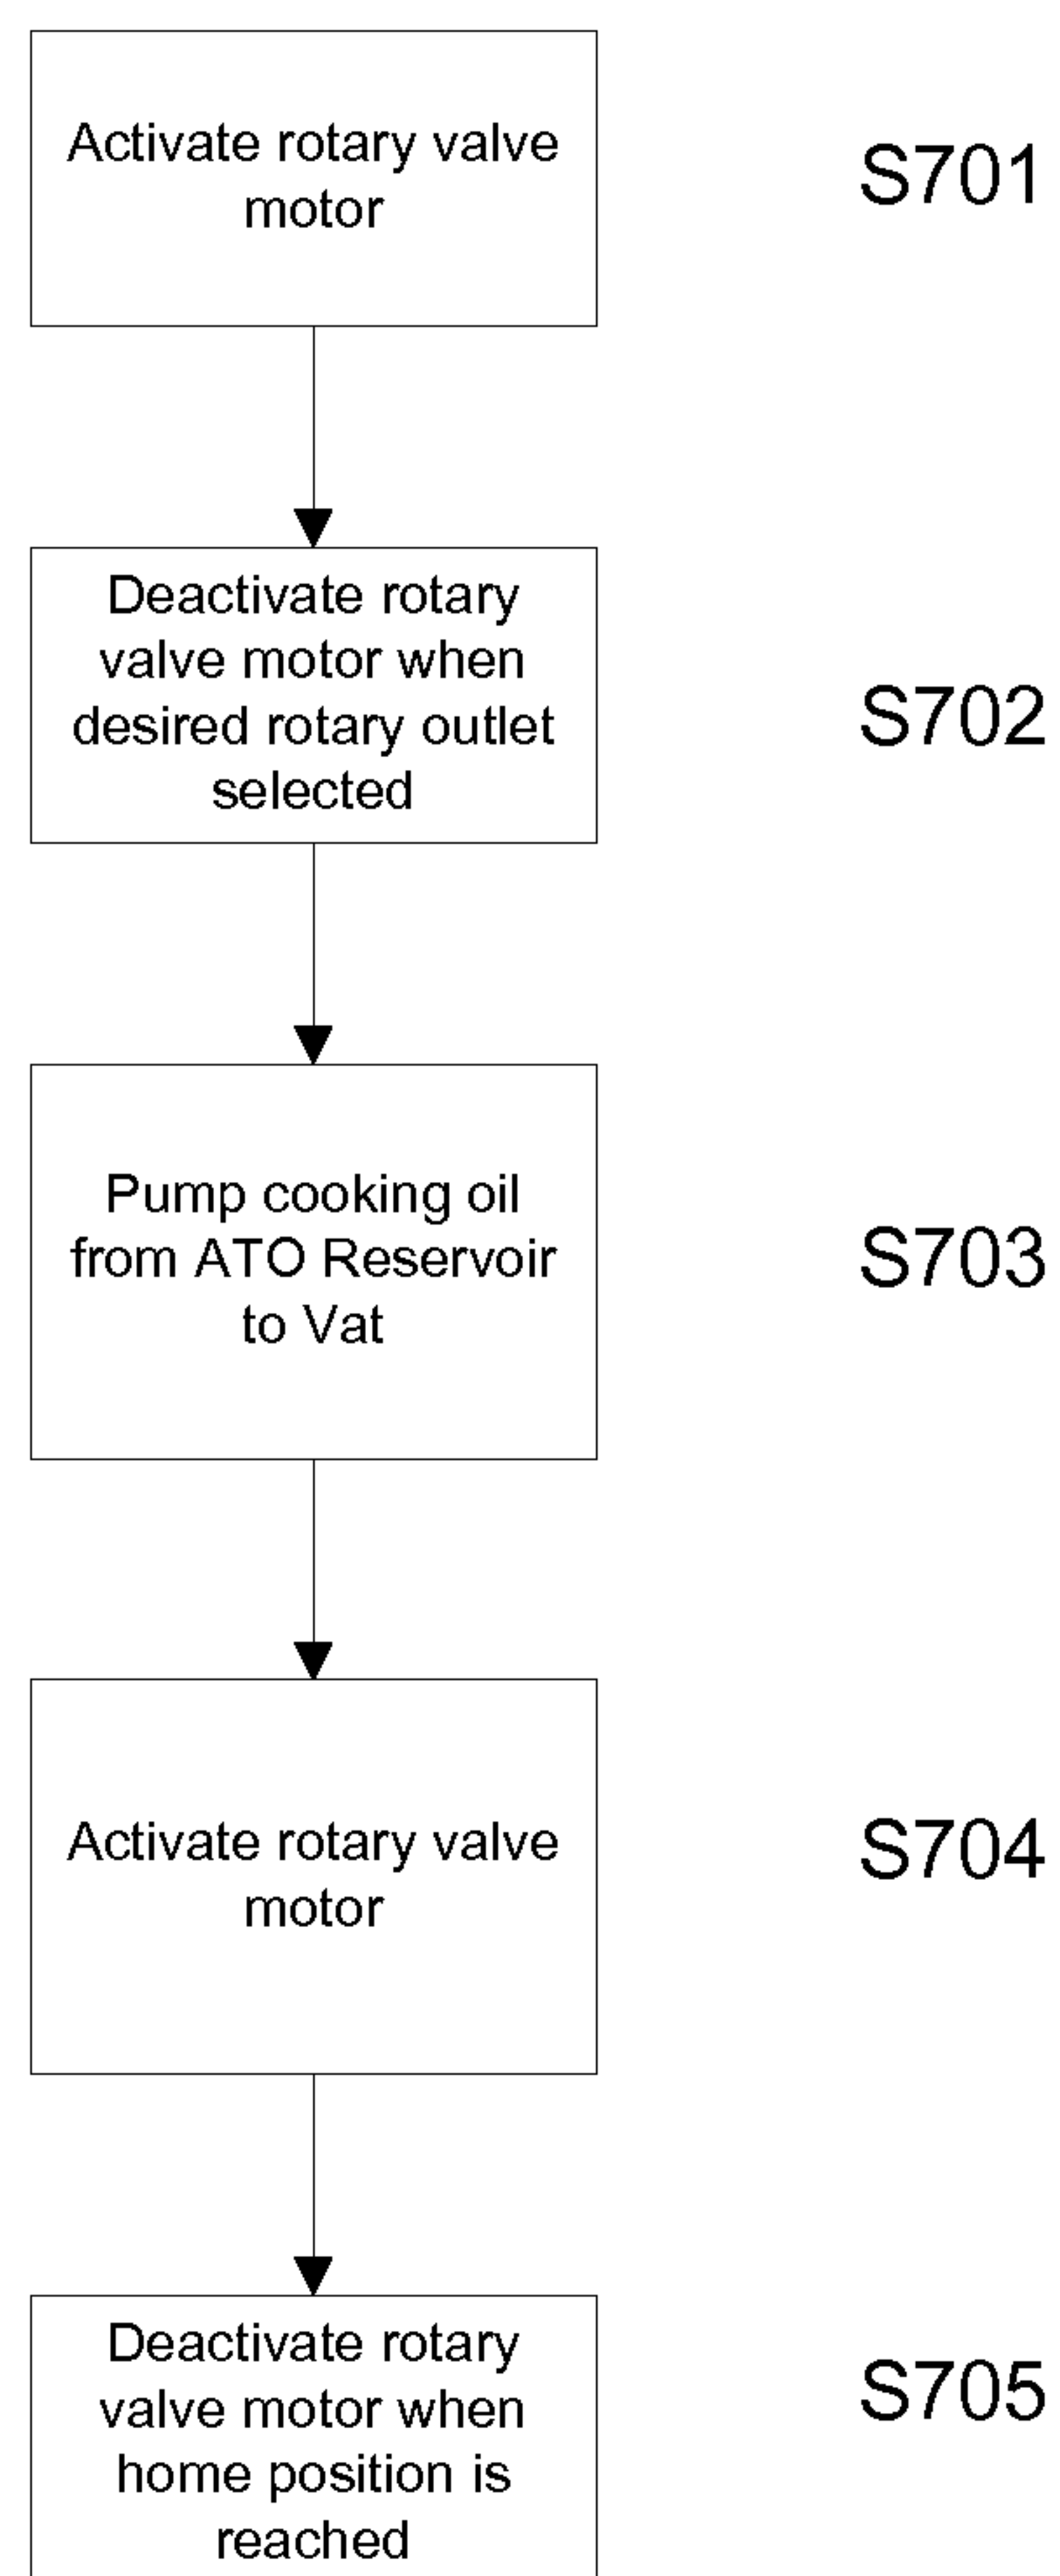 Activate rotary valve
motor
S701
Deactivate rotary
valve motor when
desired rotary outlet
selected
S702
Pump cooking oil
from ATO Reservoir
to Vat
S703
Activate rotary valve
motor
S704
Deactivate rotary
valve motor when
home position is
reached
S705